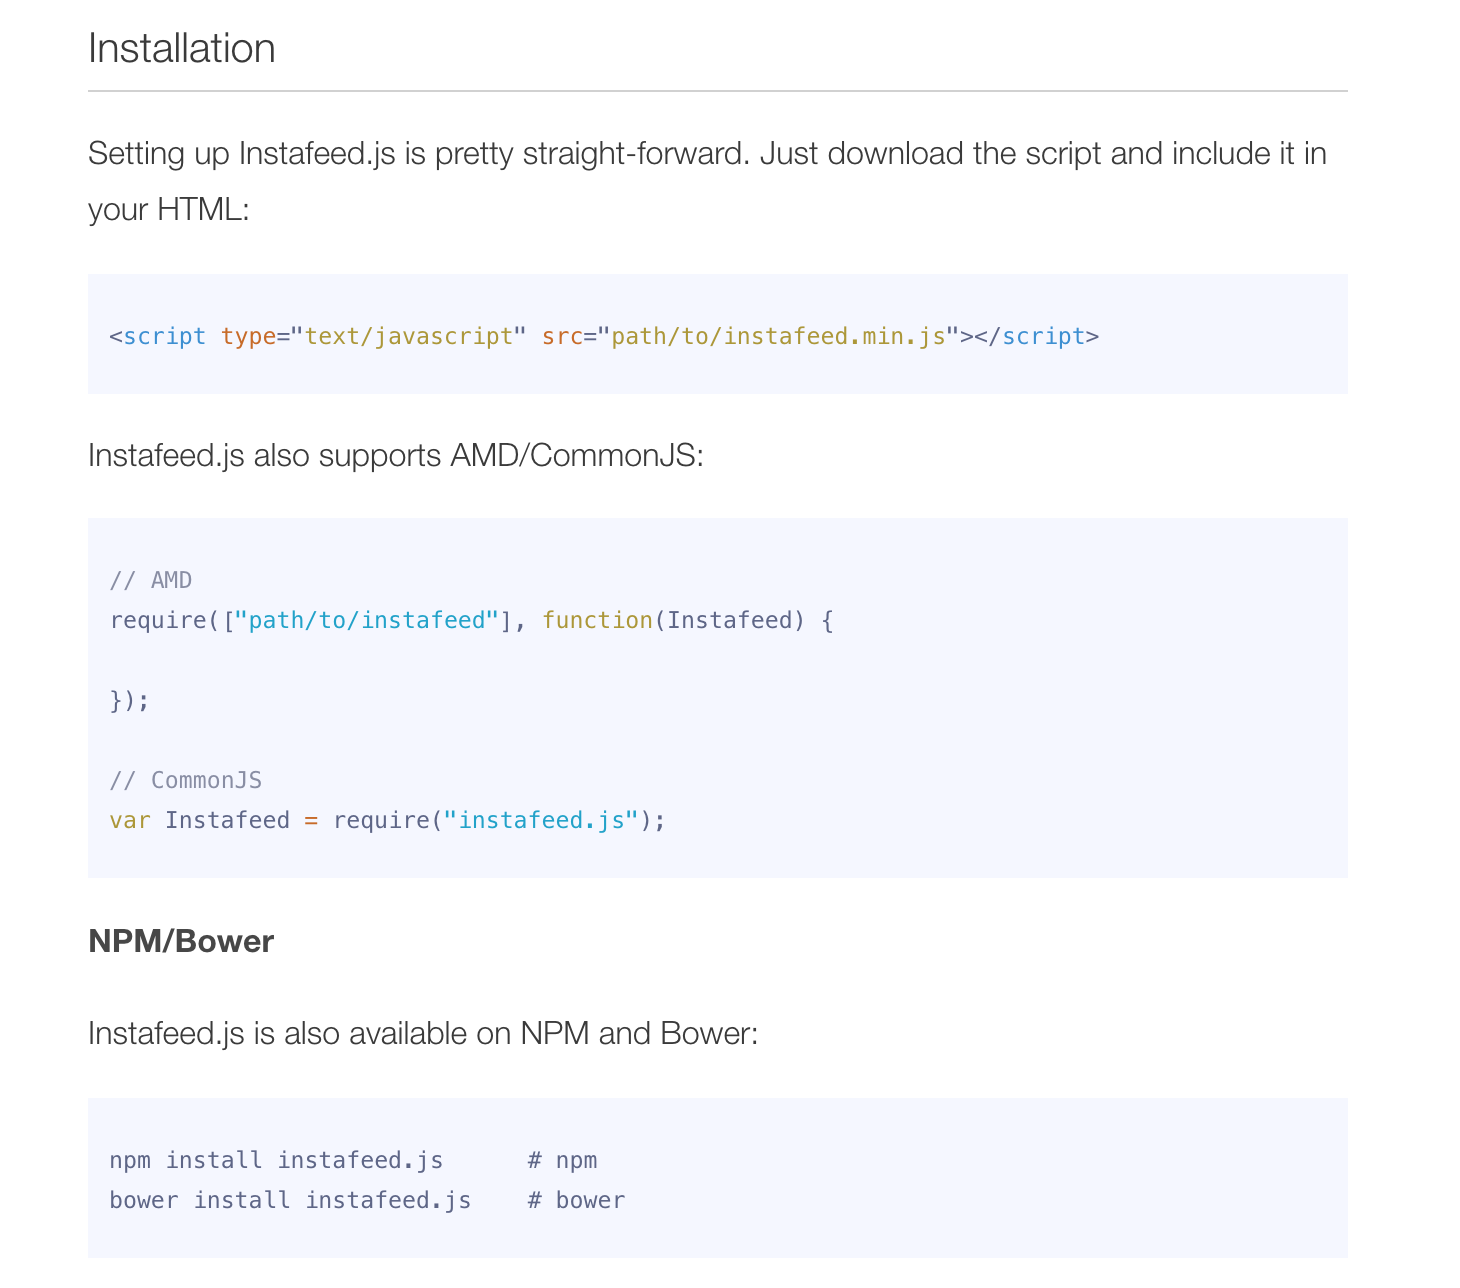 Installation
Setting up Instafeed.js is pretty straight-forward. Just download the script and include it in
your HTML:
<script type="text/javascript" src="path/to/instafeed.min.js"></script>
Instafeed.js also supports AMD/CommonJS:
// AMD
require(["path/to/instafeed"], function(Instafeed) {
});
// CommonJS
var Instafeed = require("instafeed.js");
NPM/Bower
Instafeed.js is also available on NPM and Bower:
npm install instafeed.js      # npm
bower install instafeed.js    # bower